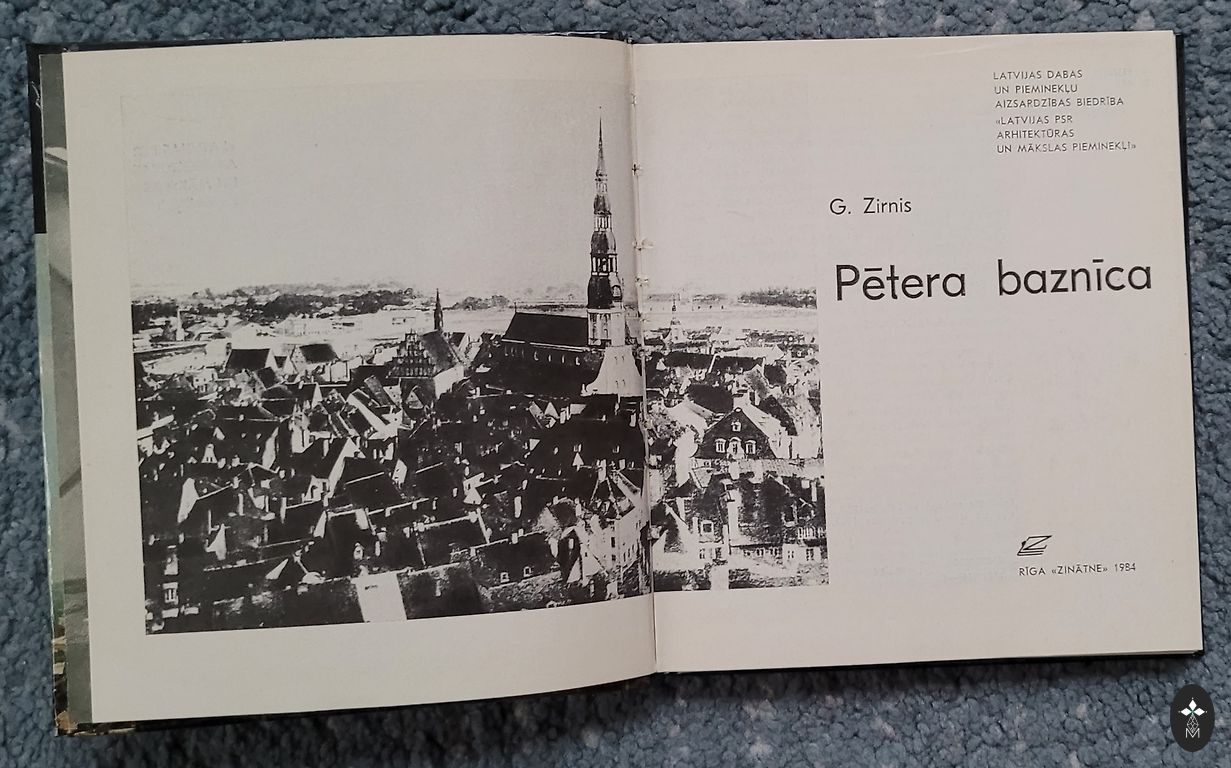 LATVIJAS DABAS
UN PIEMINEKĻU
AIZSARDZĪBAS BIEDRĪBA
«LATVIJAS PSR
ARHITEKTŪRAS
UN MĀKSLAS PIEMINEKĻI»
G. Zirnis
Pētera baznīca
RĪGA «ZINĀTNE» 1984
M